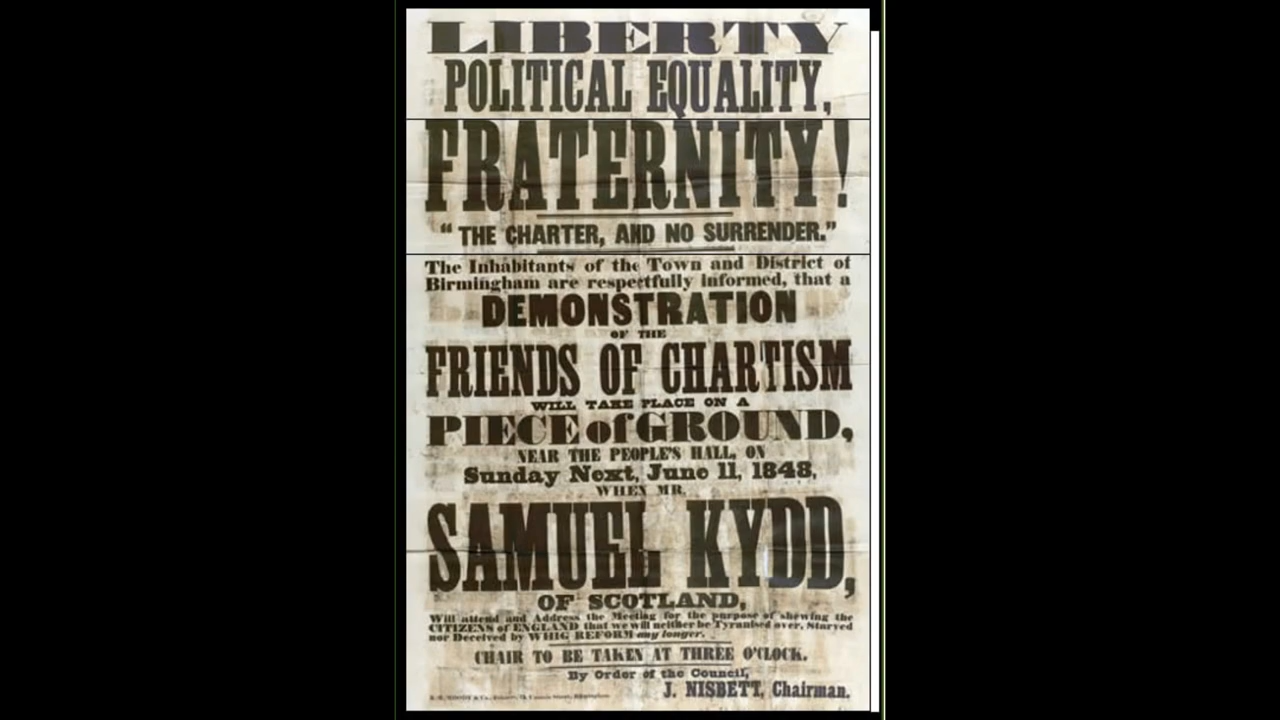 LIBERTY
POLITICAL EQUALITY,
FRATERNITY!
"THE CHARTER, AND NO SURRENDER."
The Inhabitants of the Town and District of
Birmingham are respectfully informed, that a
DEMONSTRATION
OF THE
FRIENDS OF CHARTISM
WILL TAKE PLACE ON A
PIECE of GROUND,
NEAR THE PEOPLE'S HALL, ON
Sunday Next, June 11, 1848,
WHEN MR.
SAMUEL KYDD,
OF SCOTLAND,
Will attend and Address the Meeting for the purpose of shewing the
CITIZENS of ENGLAND that we will neither be Tyranised over, Starved
nor Deceived by WHIG REFORM any longer.
CHAIR TO BE TAKEN AT THREE O'CLOCK.
By Order of the Council,
J. NISBETT, Chairman.